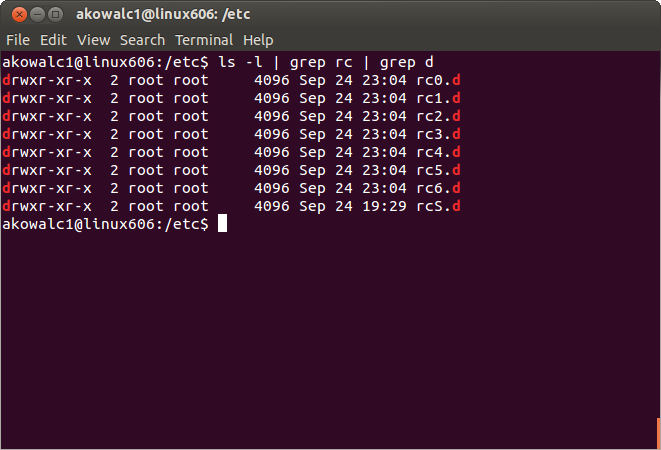 akowalc1@linux606: /etc
File Edit View Search Terminal Help
akowalc1@linux606:/etc$ ls -l | grep rc | grep d
drwxr-xr-x  2 root root     4096 Sep 24 23:04 rc0.d
drwxr-xr-x  2 root root     4096 Sep 24 23:04 rc1.d
drwxr-xr-x  2 root root     4096 Sep 24 23:04 rc2.d
drwxr-xr-x  2 root root     4096 Sep 24 23:04 rc3.d
drwxr-xr-x  2 root root     4096 Sep 24 23:04 rc4.d
drwxr-xr-x  2 root root     4096 Sep 24 23:04 rc5.d
drwxr-xr-x  2 root root     4096 Sep 24 23:04 rc6.d
drwxr-xr-x  2 root root     4096 Sep 24 19:29 rcS.d
akowalc1@linux606:/etc$